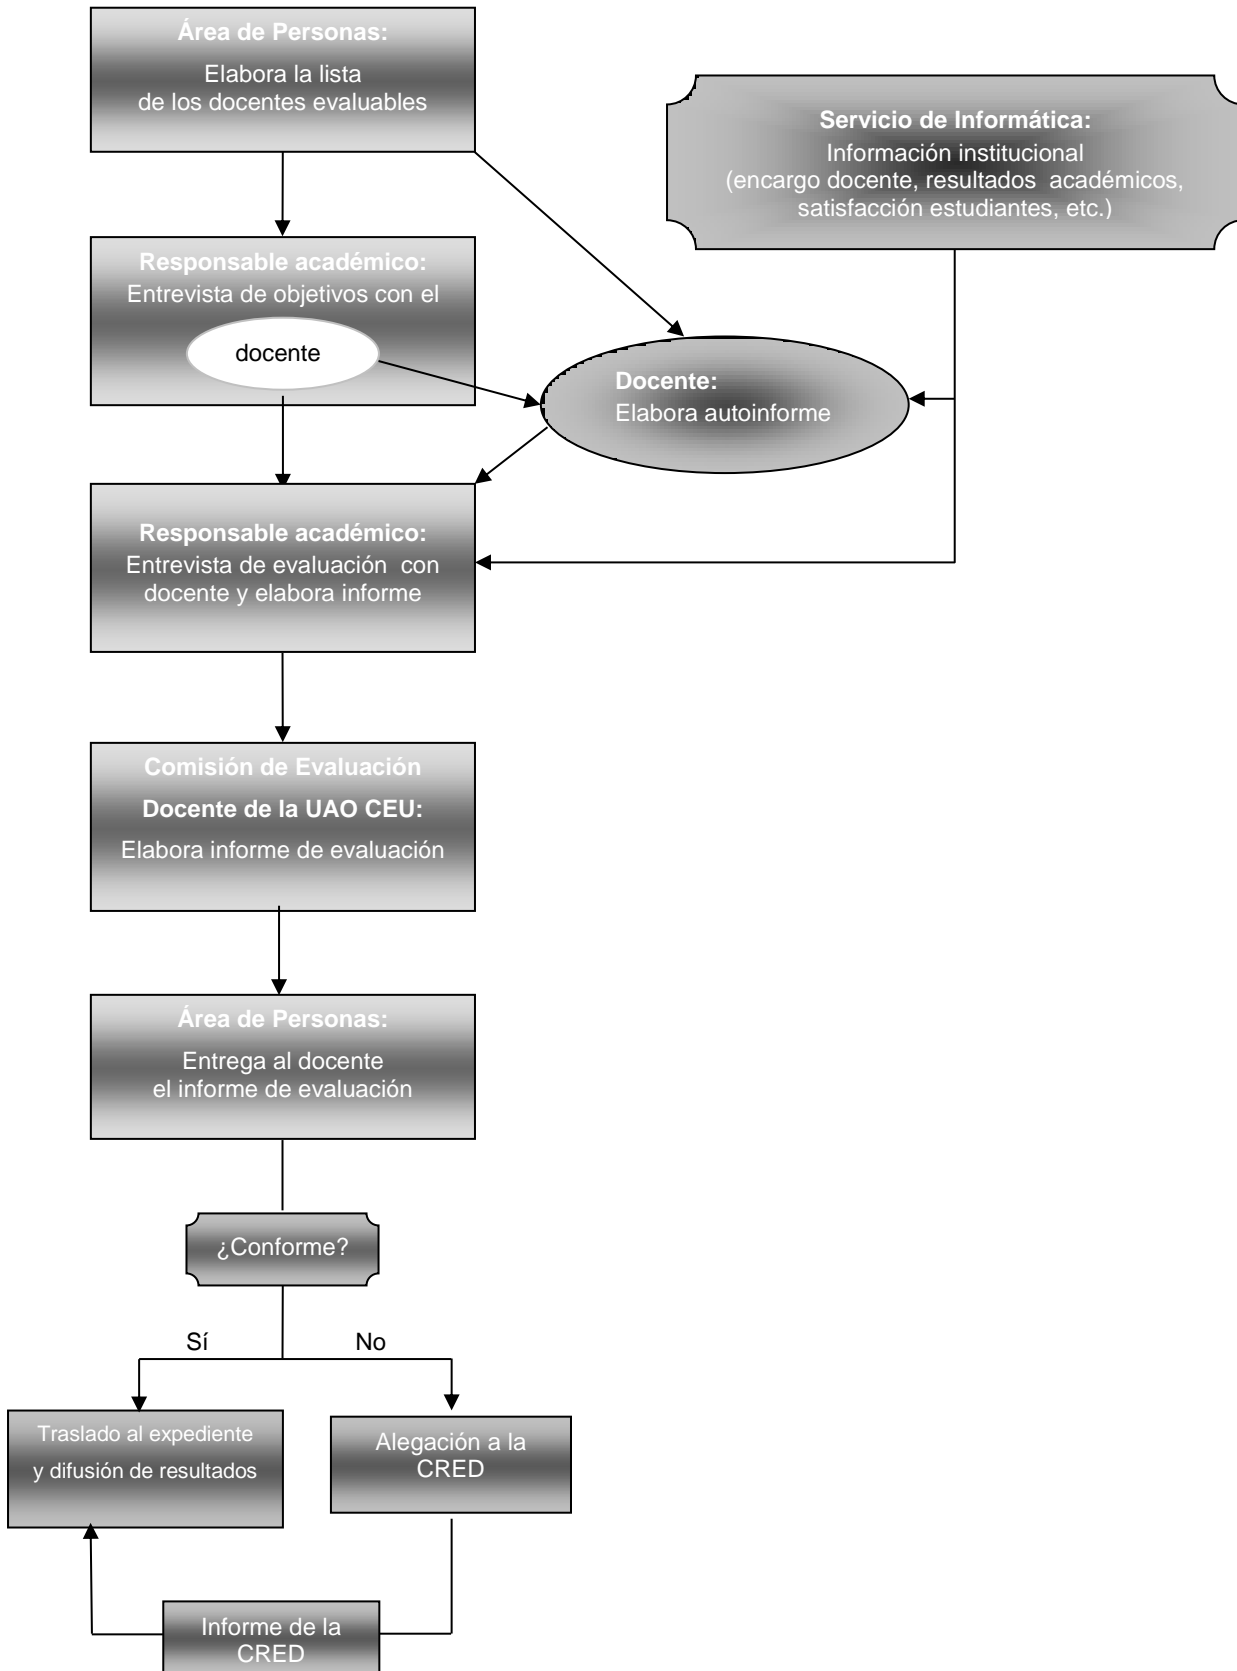 Área de Personas:
Elabora la lista
de los docentes evaluables
Servicio de Informática:
Información institucional
(encargo docente, resultados académicos,
satisfacción estudiantes, etc.)
Responsable académico:
Entrevista de objetivos con el
docente
Docente:
Elabora autoinforme
Responsable académico:
Entrevista de evaluación con
docente y elabora informe
Comisión de Evaluación
Docente de la UAO CEU:
Elabora informe de evaluación
Área de Personas:
Entrega al docente
el informe de evaluación
¿Conforme?
Sí
No
Traslado al expediente
y difusión de resultados
Alegación a la
CRED
Informe de la
CRED